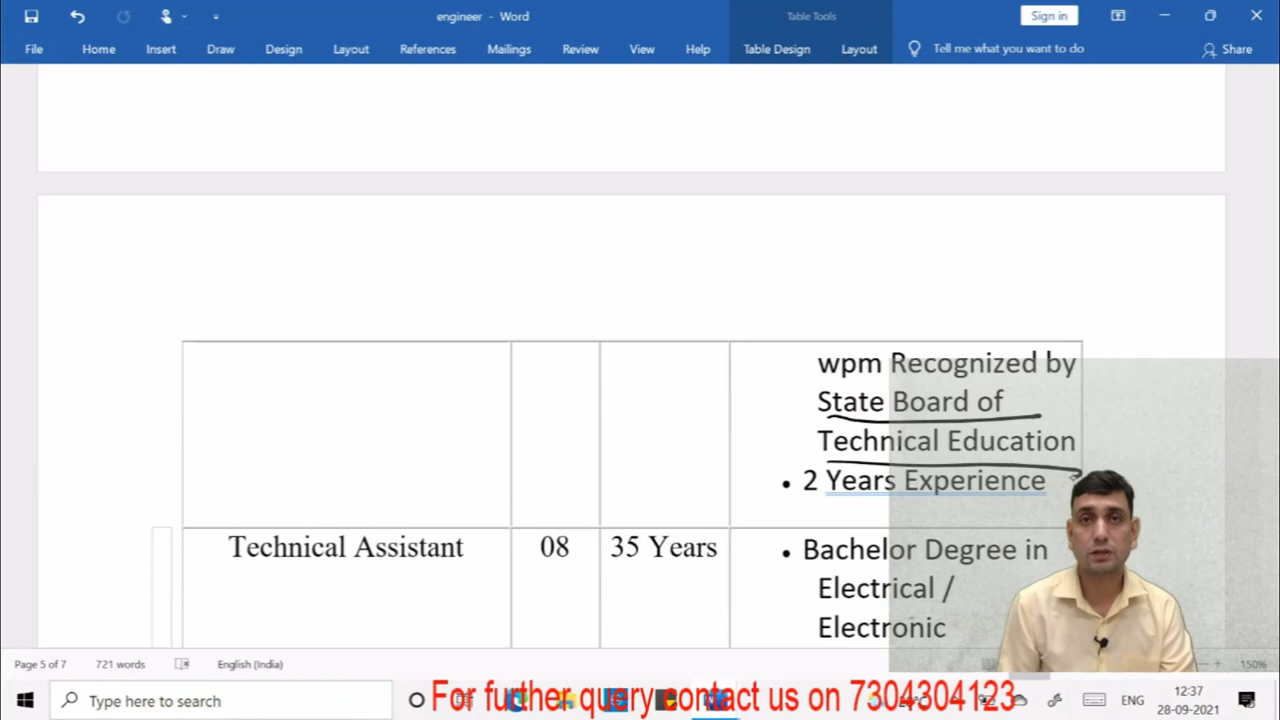 engineer - Word
Table Tools
Sign in
File Home Insert Draw Design Layout References Mailings Review View Help Table Design Layout Tell me what you want to do Share
wpm Recognized by
State Board of
Technical Education
• 2 Years Experience
Technical Assistant 08 35 Years • Bachelor Degree in
Electrical /
Electronic
Page 5 of 7 721 words English (India) 150%
Type here to search
For further query contact us on 7304304123
ENG
12:37
28-09-2021